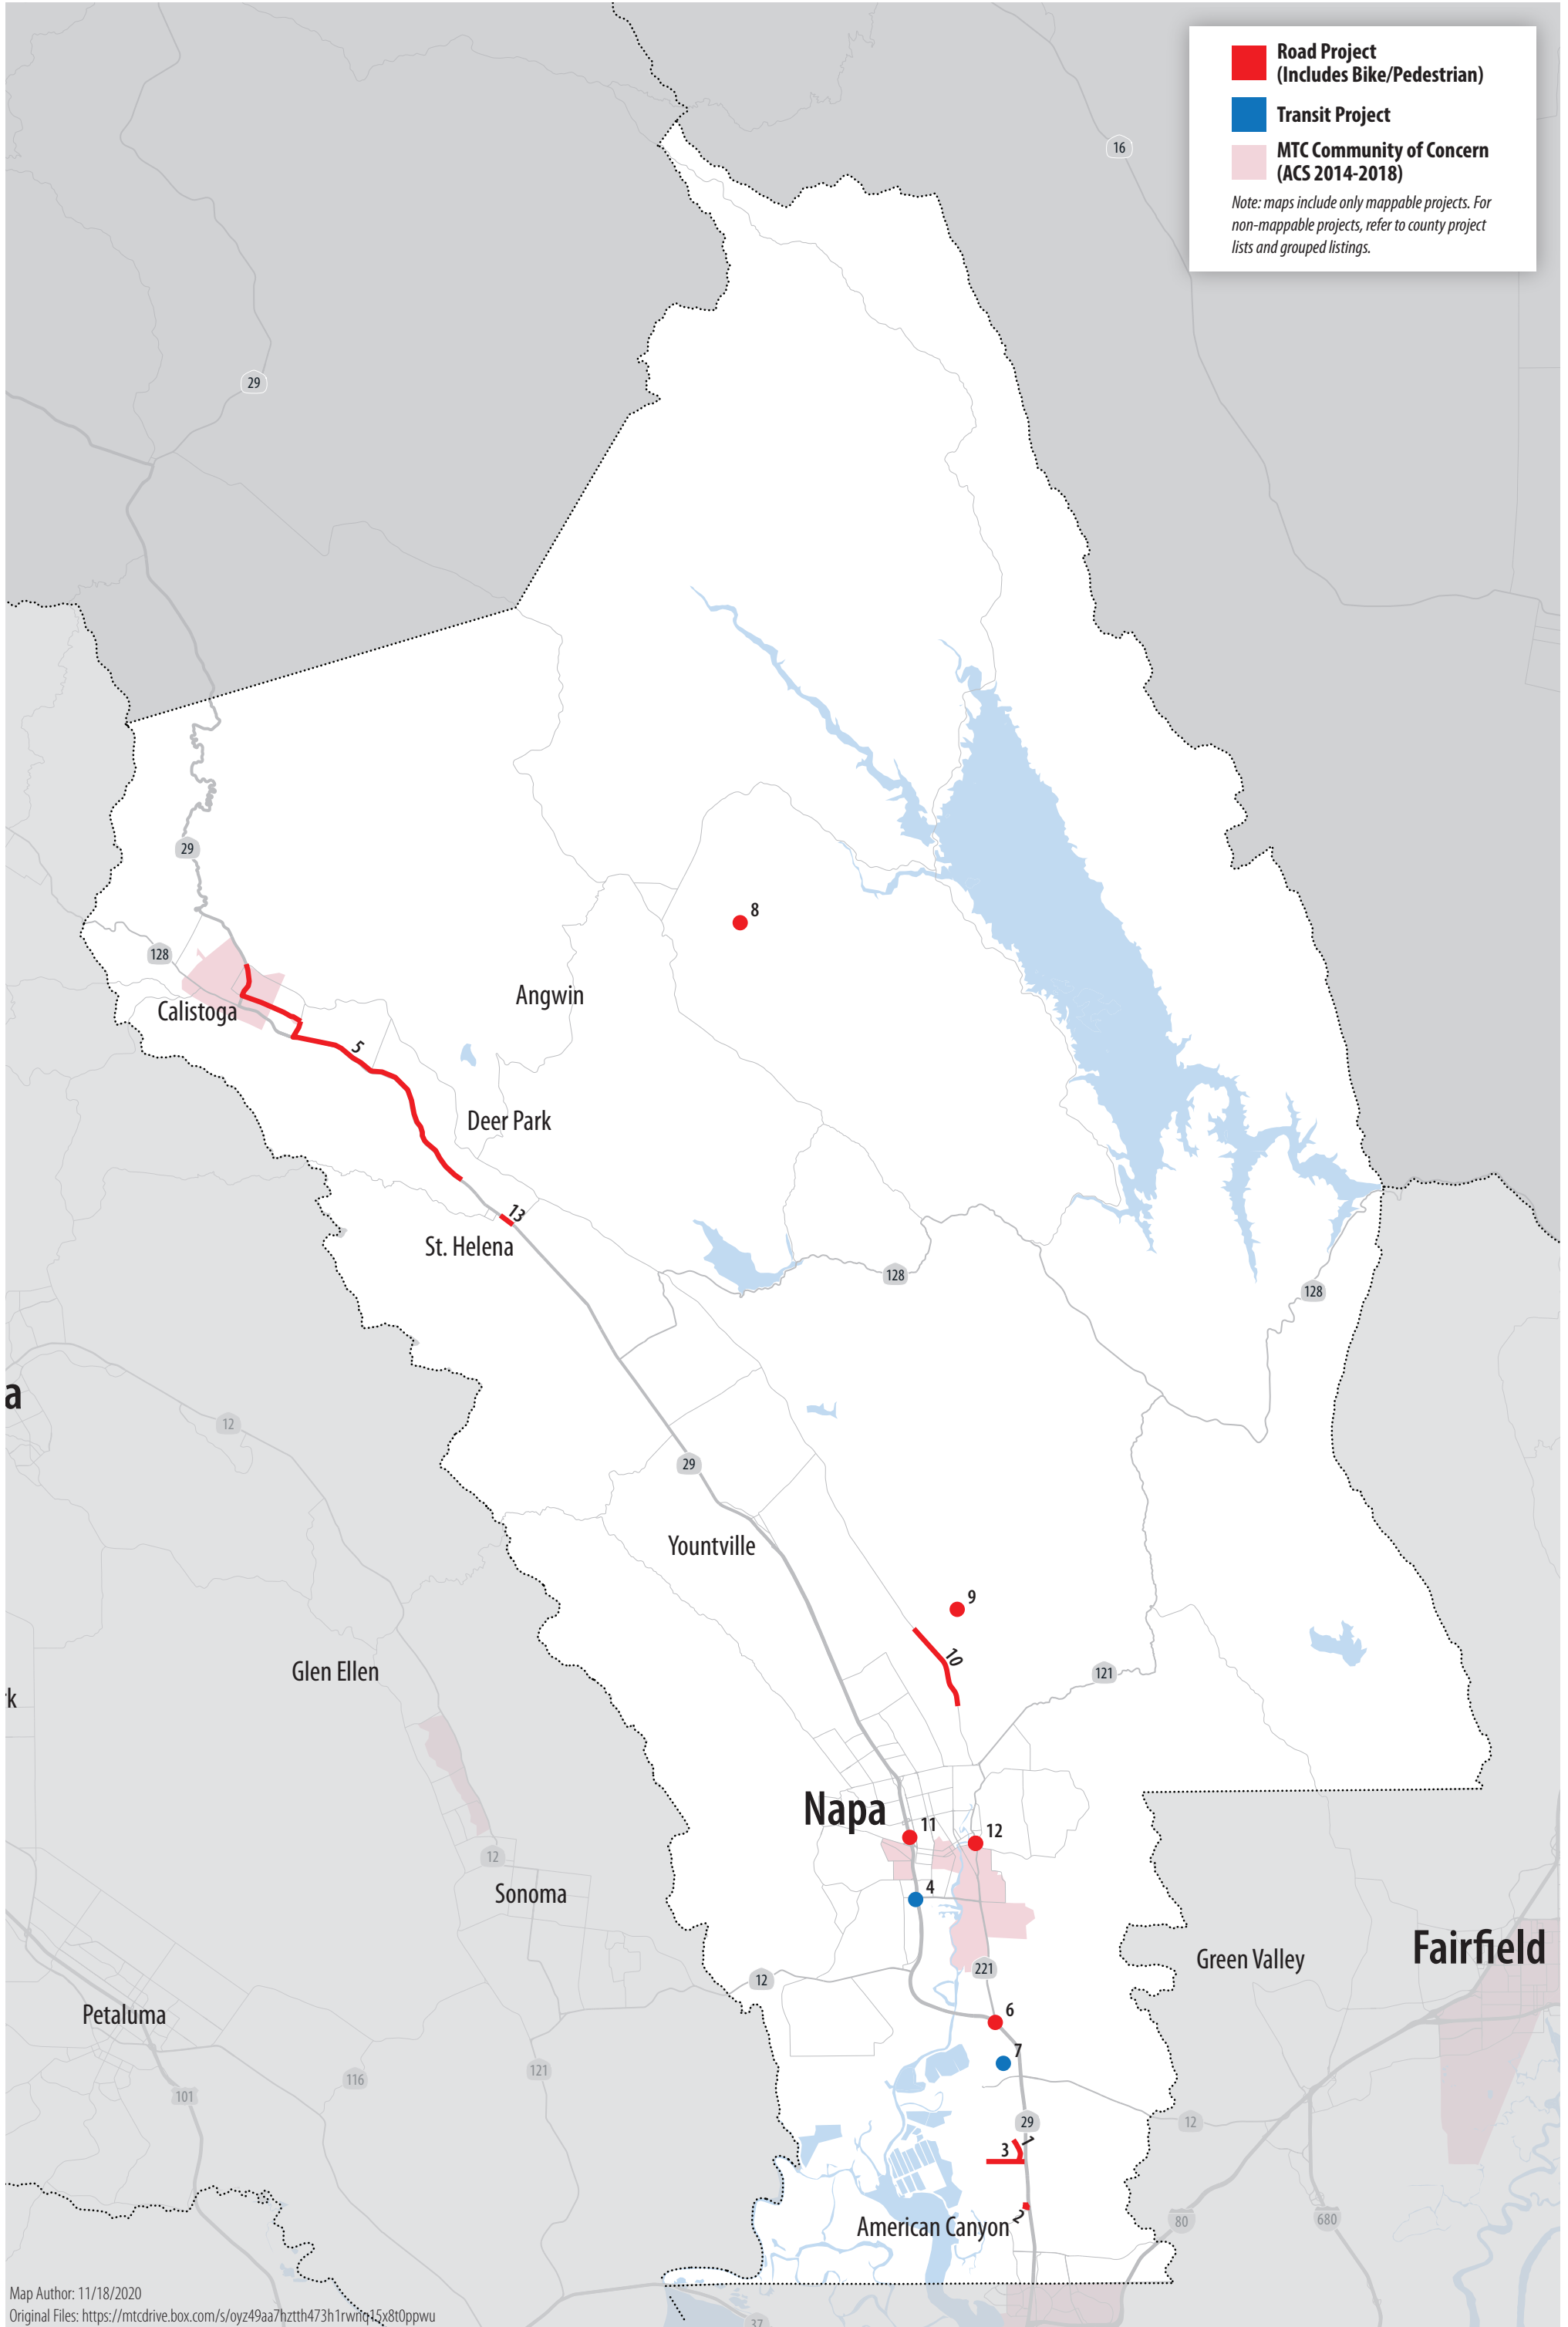 Road Project
(Includes Bike/Pedestrian)
Transit Project
MTC Community of Concern
(ACS 2014-2018)
Note: maps include only mappable projects. For
non-mappable projects, refer to county project
lists and grouped listings.
16
29
29
128
Calistoga
5
Angwin
8
Deer Park
13
St. Helena
128
128
a
12
29
Yountville
9
10
Glen Ellen
121
k
Napa
11
12
12
4
Sonoma
Green Valley
Fairfield
221
12
Petaluma
6
7
121
116
101
29
12
1
3
2
American Canyon
80
680
37
Map Author: 11/18/2020